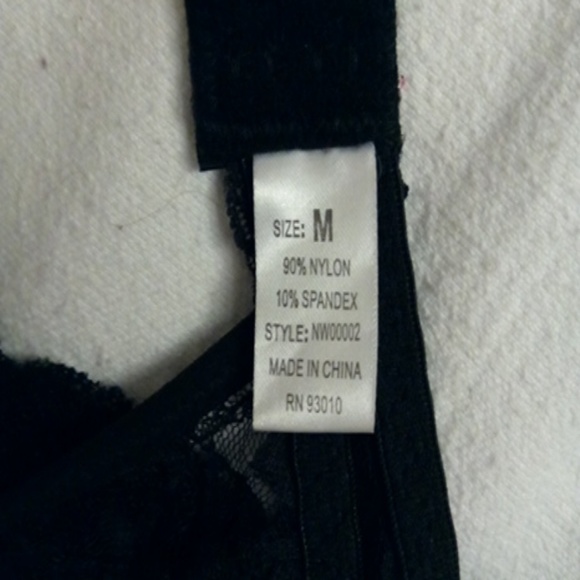 SIZE: M
90% NYLON
10% SPANDEX
STYLE: NW00002
MADE IN CHINA
RN 93010